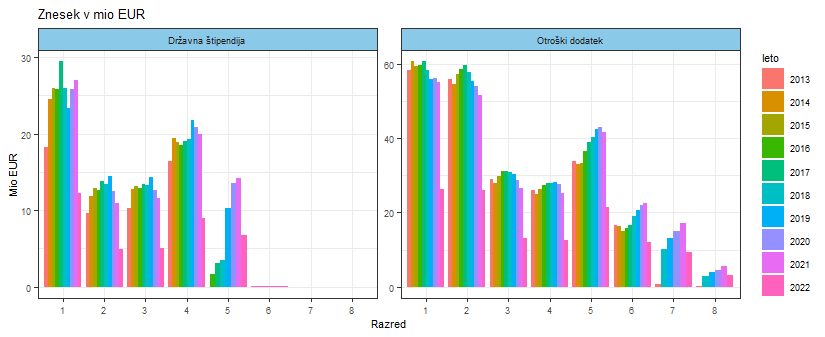 Znesek v mio EUR
Državna štipendija
Otroški dodatek
Mio EUR
30
20
10
0
60
40
20
0
1 2 3 4 5 6 7 8
1 2 3 4 5 6 7 8
Razred
leto
2013
2014
2015
2016
2017
2018
2019
2020
2021
2022